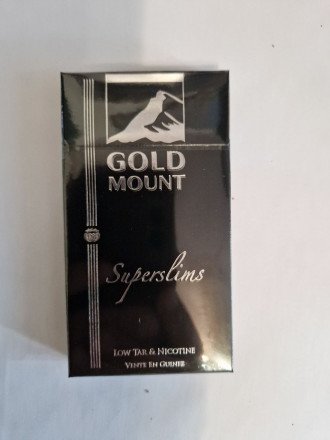 GOLD
MOUNT
Superslims
LOW TAR & NICOTINE
VENTE EN GUINEE